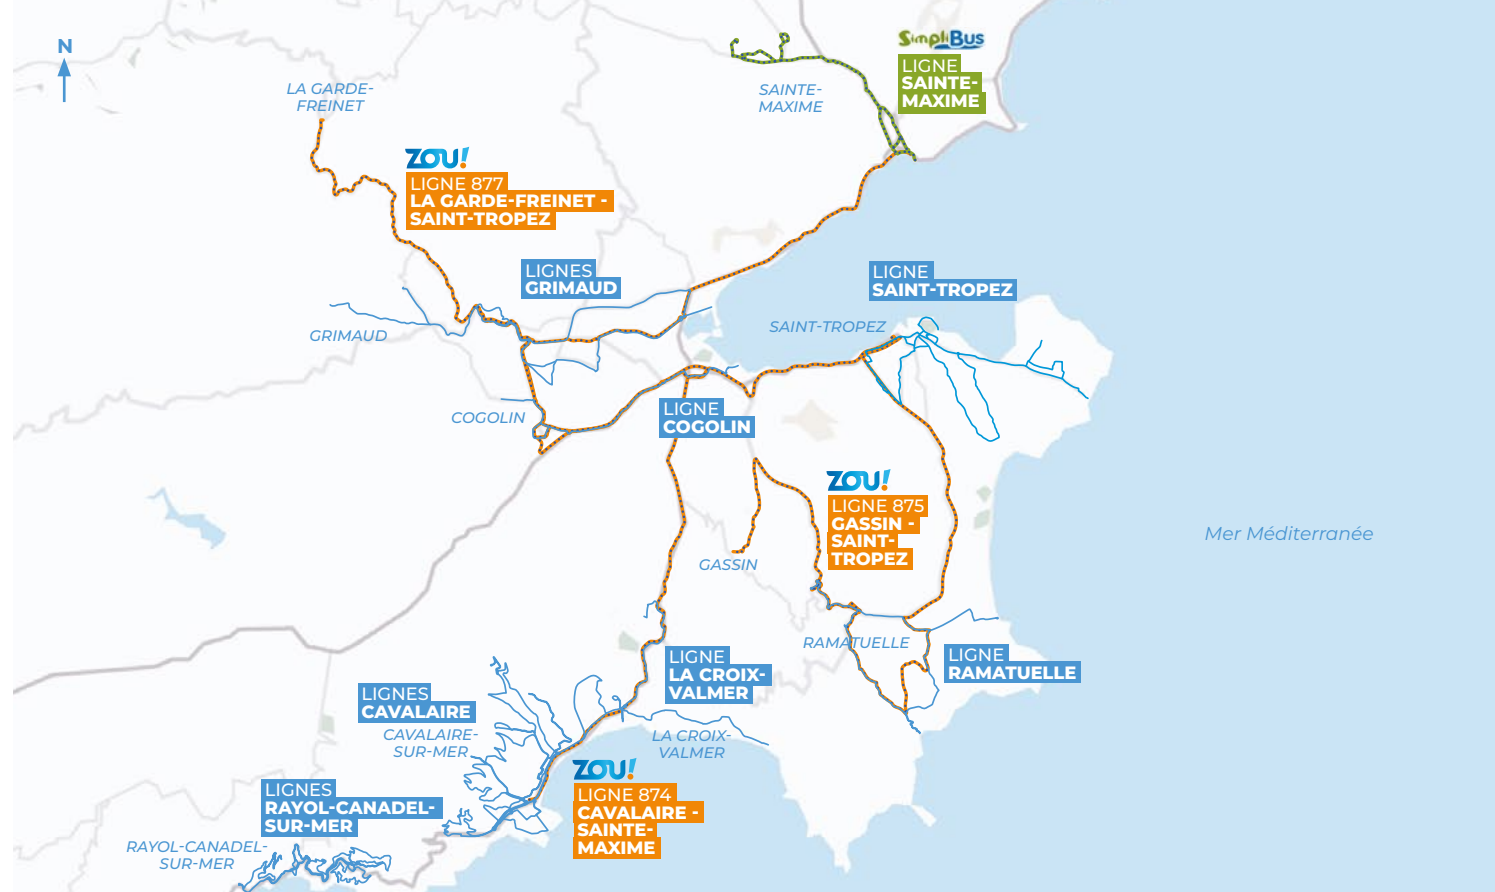 N
LA GARDE-
FREINET
ZOU!
LIGNE 877
LA GARDE-FREINET -
SAINT-TROPEZ
SAINTE-
MAXIME
SimpliBus
LIGNE
SAINTE-
MAXIME
LIGNES
GRIMAUD
GRIMAUD
LIGNE
SAINT-TROPEZ
SAINT-TROPEZ
COGOLIN
LIGNE
COGOLIN
ZOU!
LIGNE 875
GASSIN -
SAINT-
TROPEZ
GASSIN
Mer Méditerranée
RAMATUELLE
LIGNE
RAMATUELLE
LIGNE
LA CROIX-
VALMER
LA CROIX-
VALMER
LIGNES
CAVALAIRE
CAVALAIRE-
SUR-MER
ZOU!
LIGNE 874
CAVALAIRE -
SAINTE-
MAXIME
LIGNES
RAYOL-CANADEL-
SUR-MER
RAYOL-CANADEL-
SUR-MER